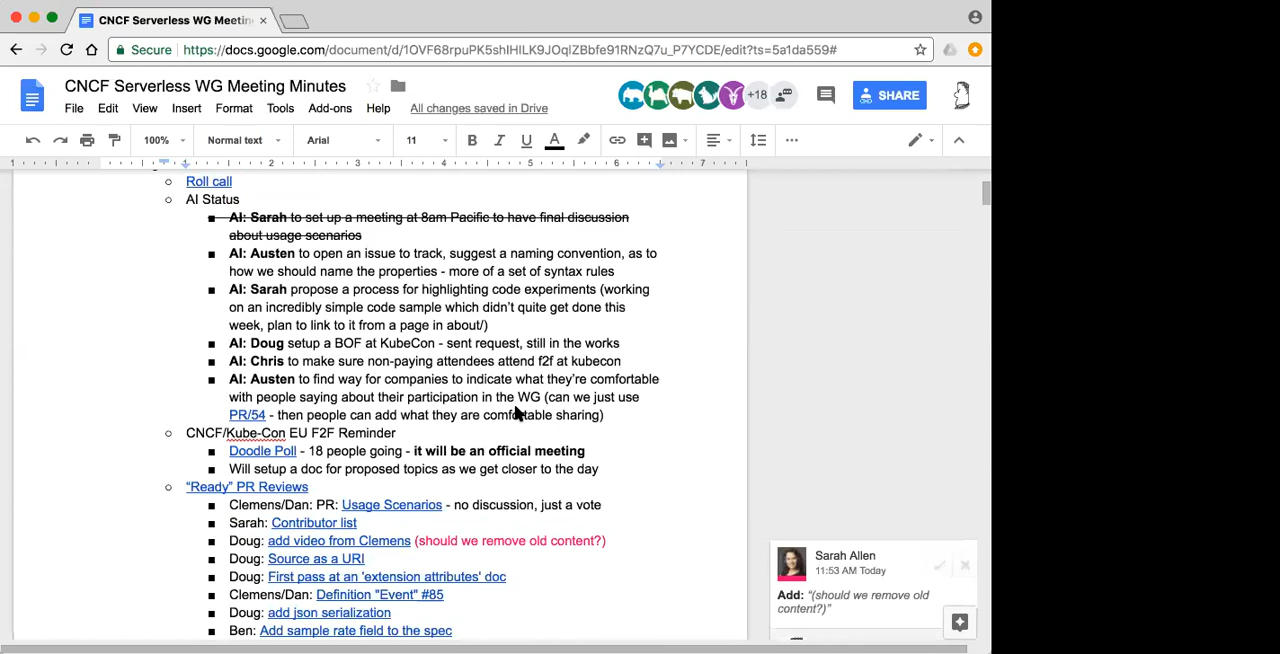 CNCF Serverless WG Meetin
Secure
https://docs.google.com/document/d/1OVF68rpuPK5shIHILK9JOqlZBbfe91RNzQ7u_P7YCDE/edit?ts=5a1da559#
CNCF Serverless WG Meeting Minutes
+18
SHARE
File Edit View Insert Format Tools Add-ons Help All changes saved in Drive
100% Normal text Arial 11 B I U A
1 1 2 3 4 5 6 7
Roll call
AI Status
AI: Sarah to set up a meeting at 8am Pacific to have final discussion
about usage scenarios
AI: Austen to open an issue to track, suggest a naming convention, as to
how we should name the properties - more of a set of syntax rules
AI: Sarah propose a process for highlighting code experiments (working
on an incredibly simple code sample which didn't quite get done this
week, plan to link to it from a page in about/)
AI: Doug setup a BOF at KubeCon - sent request, still in the works
AI: Chris to make sure non-paying attendees attend f2f at kubecon
AI: Austen to find way for companies to indicate what they're comfortable
with people saying about their participation in the WG (can we just use
PR/54 - then people can add what they are comfortable sharing)
CNCF/Kube-Con EU F2F Reminder
Doodle Poll - 18 people going - it will be an official meeting
Will setup a doc for proposed topics as we get closer to the day
"Ready" PR Reviews
Clemens/Dan: PR: Usage Scenarios - no discussion, just a vote
Sarah: Contributor list
Doug: add video from Clemens (should we remove old content?)
Doug: Source as a URI
Doug: First pass at an 'extension attributes' doc
Clemens/Dan: Definition "Event" #85
Doug: add json serialization
Ben: Add sample rate field to the spec
Sarah Allen
11:53 AM Today
Add: "(should we remove old
content?)"